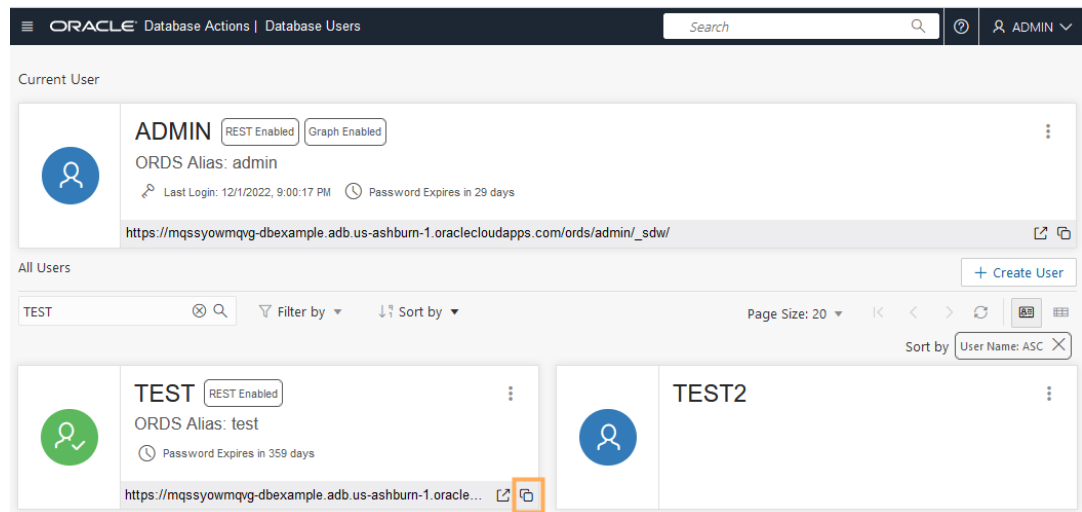 ORACLE Database Actions | Database Users Search ADMIN
Current User
ADMIN REST Enabled Graph Enabled
ORDS Alias: admin
Last Login: 12/1/2022, 9:00:17 PM Password Expires in 29 days
https://mqssyowmqvg-dbexample.adb.us-ashburn-1.oraclecloudapps.com/ords/admin/_sdw/
All Users + Create User
TEST Filter by Sort by Page Size: 20
Sort by User Name: ASC
TEST REST Enabled
ORDS Alias: test
Password Expires in 359 days
https://mqssyowmqvg-dbexample.adb.us-ashburn-1.oracle...
TEST2